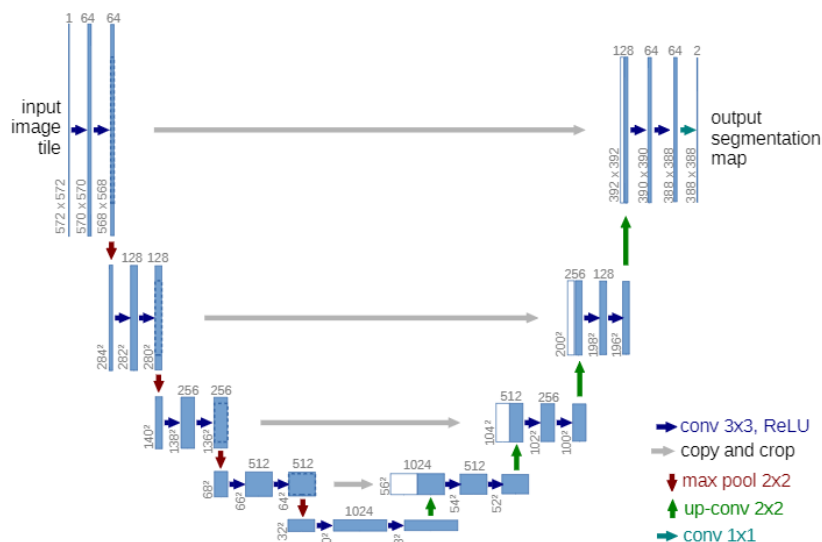 1 64 64
128 64 64 2
input
image
tile
output
segmentation
map
572 x 572
570 x 570
568 x 568
392 x 392
390 x 390
388 x 388
388 x 388
128 128
256 128
284²
282²
280²
200²
198²
196²
256 256
512 256
140²
138²
136²
104²
102²
100²
conv 3x3, ReLU
copy and crop
max pool 2x2
up-conv 2x2
conv 1x1
512 512
1024 512
68²
66²
64²
56²
54²
52²
1024
32²